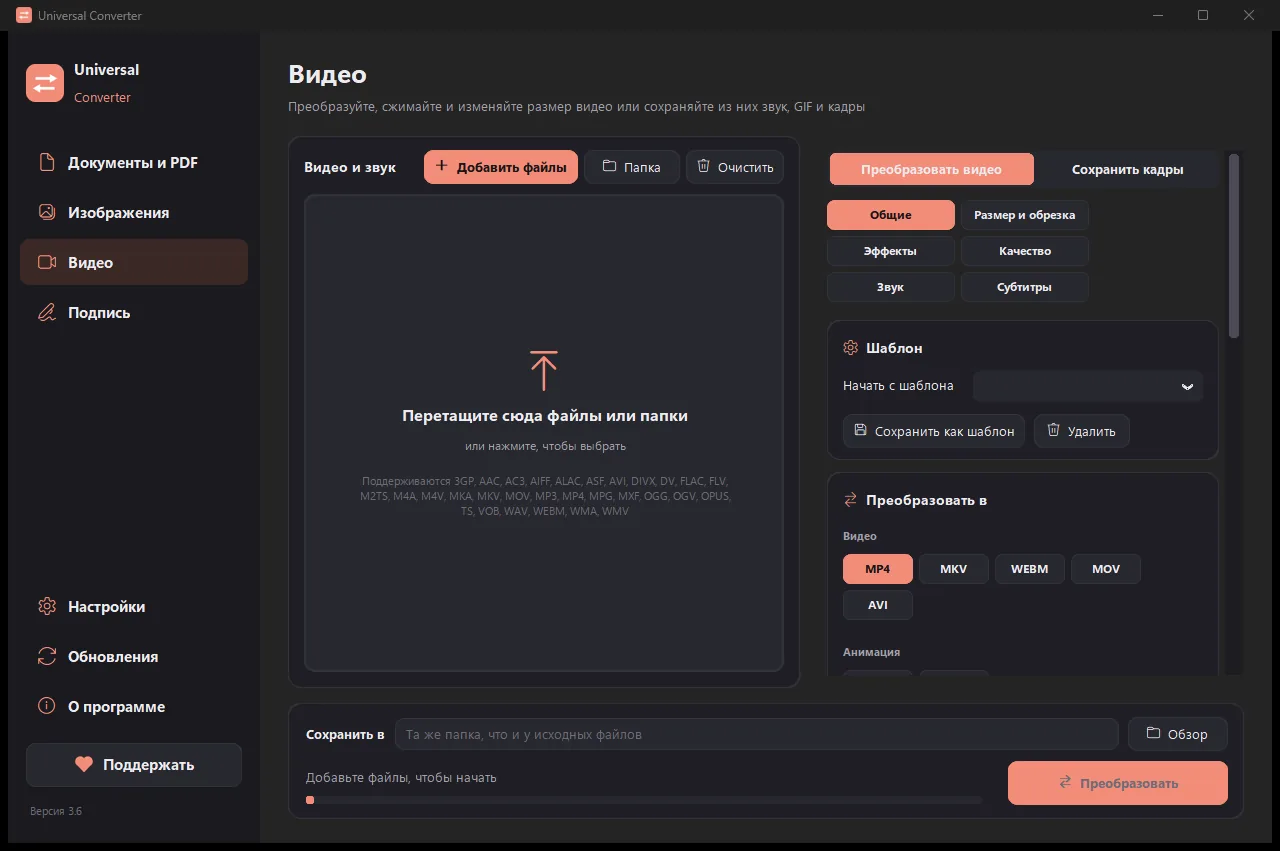 Universal Converter
Universal
Converter
Документы и PDF
Изображения
Видео
Подпись
Настройки
Обновления
О программе
Поддержать
Версия 3.6
Видео
Преобразуйте, сжимайте и изменяйте размер видео или сохраняйте из них звук, GIF и кадры
Видео и звук
Добавить файлы
Папка
Очистить
Перетащите сюда файлы или папки
или нажмите, чтобы выбрать
Поддерживаются 3GP, AAC, AC3, AIFF, ALAC, ASF, AVI, DIVX, DV, FLAC, FLV,
M2TS, M4A, M4V, MKA, MKV, MOV, MP3, MP4, MPG, MXF, OGG, OGV, OPUS,
TS, VOB, WAV, WEBM, WMA, WMV
Преобразовать видео
Сохранить кадры
Общие
Размер и обрезка
Эффекты
Качество
Звук
Субтитры
Шаблон
Начать с шаблона
Сохранить как шаблон
Удалить
Преобразовать в
Видео
MP4
MKV
WEBM
MOV
AVI
Анимация
Сохранить в
Та же папка, что и у исходных файлов
Обзор
Добавьте файлы, чтобы начать
Преобразовать